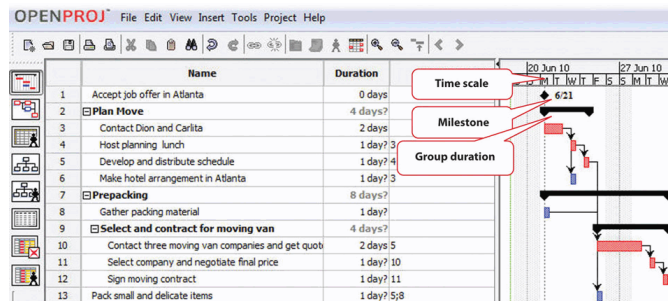 OPENPROJ™ File Edit View Insert Tools Project Help
Name Duration
20 Jun 10 27 Jun 10
S M T W T F S S M T W
1 Accept job offer in Atlanta 0 days 6/21
2 Plan Move 4 days?
3 Contact Dion and Carlita 2 days
4 Host planning lunch 1 day? 3
5 Develop and distribute schedule 1 day? 4
6 Make hotel arrangement in Atlanta 1 day? 3
7 Prepacking 8 days?
8 Gather packing material 1 day?
9 Select and contract for moving van 4 days?
10 Contact three moving van companies and get quot 2 days 5
11 Select company and negotiate final price 1 day? 10
12 Sign moving contract 1 day? 11
13 Pack small and delicate items 1 day? 5;8
Time scale
Milestone
Group duration